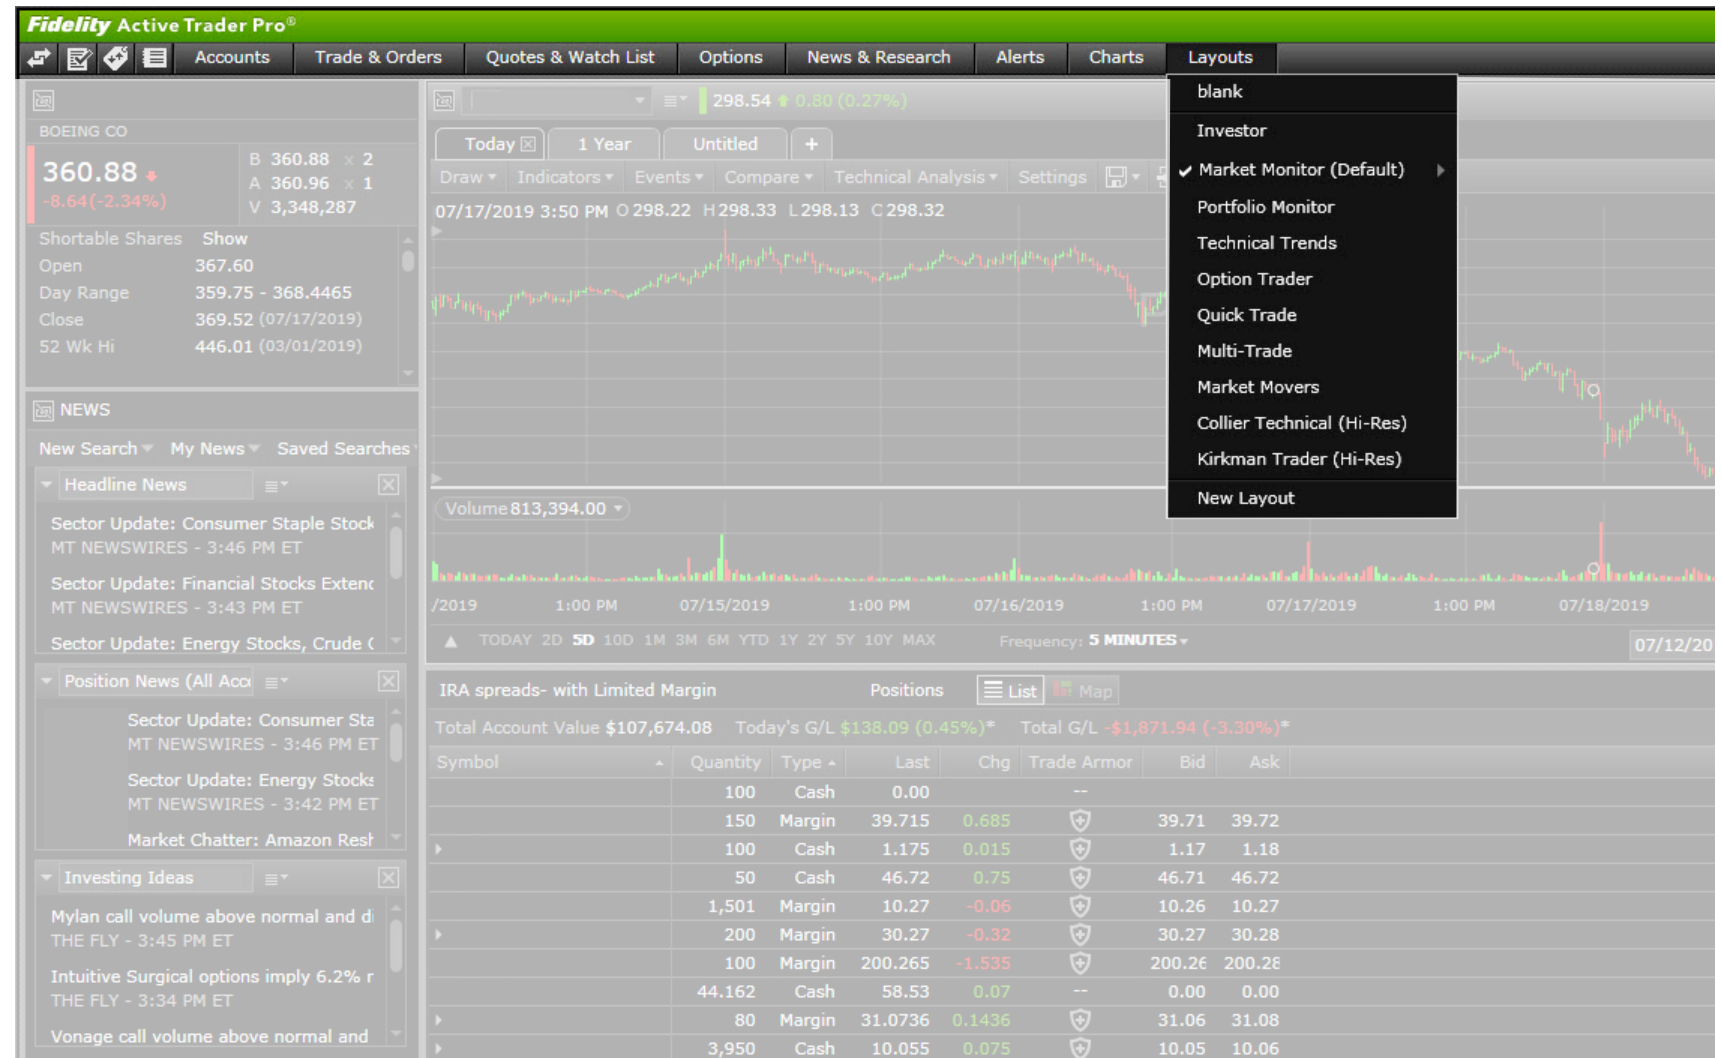 Fidelity Active Trader Pro®
Accounts Trade & Orders Quotes & Watch List Options News & Research Alerts Charts Layouts
BOEING CO
360.88
-8.64(-2.34%)
B 360.88 x 2
A 360.96 x 1
V 3,348,287
Shortable Shares Show
Open 367.60
Day Range 359.75 - 368.4465
Close 369.52 (07/17/2019)
52 Wk Hi 446.01 (03/01/2019)
NEWS
New Search My News Saved Searches
Headline News
Sector Update: Consumer Staple Stock
MT NEWSWIRES - 3:46 PM ET
Sector Update: Financial Stocks Extend
MT NEWSWIRES - 3:43 PM ET
Sector Update: Energy Stocks, Crude
Position News (All Acco
Sector Update: Consumer Sta
MT NEWSWIRES - 3:46 PM ET
Sector Update: Energy Stocks
MT NEWSWIRES - 3:42 PM ET
Market Chatter: Amazon Resh
Investing Ideas
Mylan call volume above normal and di
THE FLY - 3:45 PM ET
Intuitive Surgical options imply 6.2% r
THE FLY - 3:34 PM ET
Vonage call volume above normal and
298.54 0.80 (0.27%)
Today 1 Year Untitled +
Draw Indicators Events Compare Technical Analysis Settings
07/17/2019 3:50 PM O 298.22 H 298.33 L 298.13 C 298.32
Volume 813,394.00
/2019 1:00 PM 07/15/2019 1:00 PM 07/16/2019 1:00 PM 07/17/2019 1:00 PM 07/18/2019
TODAY 2D 5D 10D 1M 3M 6M YTD 1Y 2Y 5Y 10Y MAX Frequency: 5 MINUTES 07/12/20
blank
Investor
Market Monitor (Default)
Portfolio Monitor
Technical Trends
Option Trader
Quick Trade
Multi-Trade
Market Movers
Collier Technical (Hi-Res)
Kirkman Trader (Hi-Res)
New Layout
IRA spreads- with Limited Margin Positions List Map
Total Account Value $107,674.08 Today's G/L $138.09 (0.45%)* Total G/L -$1,871.94 (-3.30%)*
Symbol Quantity Type Last Chg Trade Armor Bid Ask
100 Cash 0.00 --
150 Margin 39.715 0.685 39.71 39.72
100 Cash 1.175 0.015 1.17 1.18
50 Cash 46.72 0.75 46.71 46.72
1,501 Margin 10.27 -0.06 10.26 10.27
200 Margin 30.27 -0.32 30.27 30.28
100 Margin 200.265 -1.535 200.26 200.28
44.162 Cash 58.53 0.07 -- 0.00 0.00
80 Margin 31.0736 0.1436 31.06 31.08
3,950 Cash 10.055 0.075 10.05 10.06